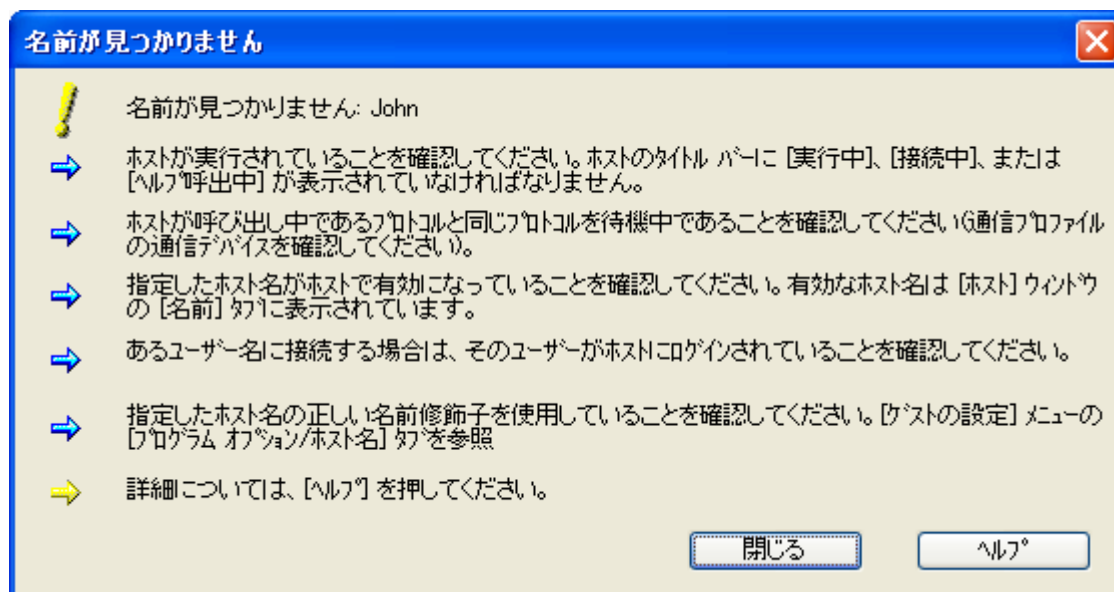 名前が見つかりません
名前が見つかりません: John
ホストが実行されていることを確認してください。ホストのﾀｲﾄﾙ ﾊﾞｰに [実行中]、[接続中]、または
[ﾍﾙﾌﾟ呼出中] が表示されていなければなりません。
ホストが呼び出し中であるﾌﾟﾛﾄｺﾙと同じﾌﾟﾛﾄｺﾙを待機中であることを確認してください(通信ﾌﾟﾛﾌｧｲﾙ
の通信ﾃﾞﾊﾞｲｽを確認してください)。
指定したホスト名がホストで有効になっていることを確認してください。有効なホスト名は [ホスト] ｳｨﾝﾄﾞｳ
の [名前] ﾀﾌﾞに表示されています。
あるﾕｰｻﾞｰ名に接続する場合は、そのﾕｰｻﾞｰがホストにﾛｸﾞｲﾝされていることを確認してください。
指定したホスト名の正しい名前修飾子を使用していることを確認してください。[ｹﾞｽﾄの設定] ﾒﾆｭｰの
[ﾌﾟﾛｸﾞﾗﾑ ｵﾌﾟｼｮﾝ/ホスト名] ﾀﾌﾞを参照
詳細については、[ﾍﾙﾌﾟ] を押してください。
閉じる
ﾍﾙﾌﾟ